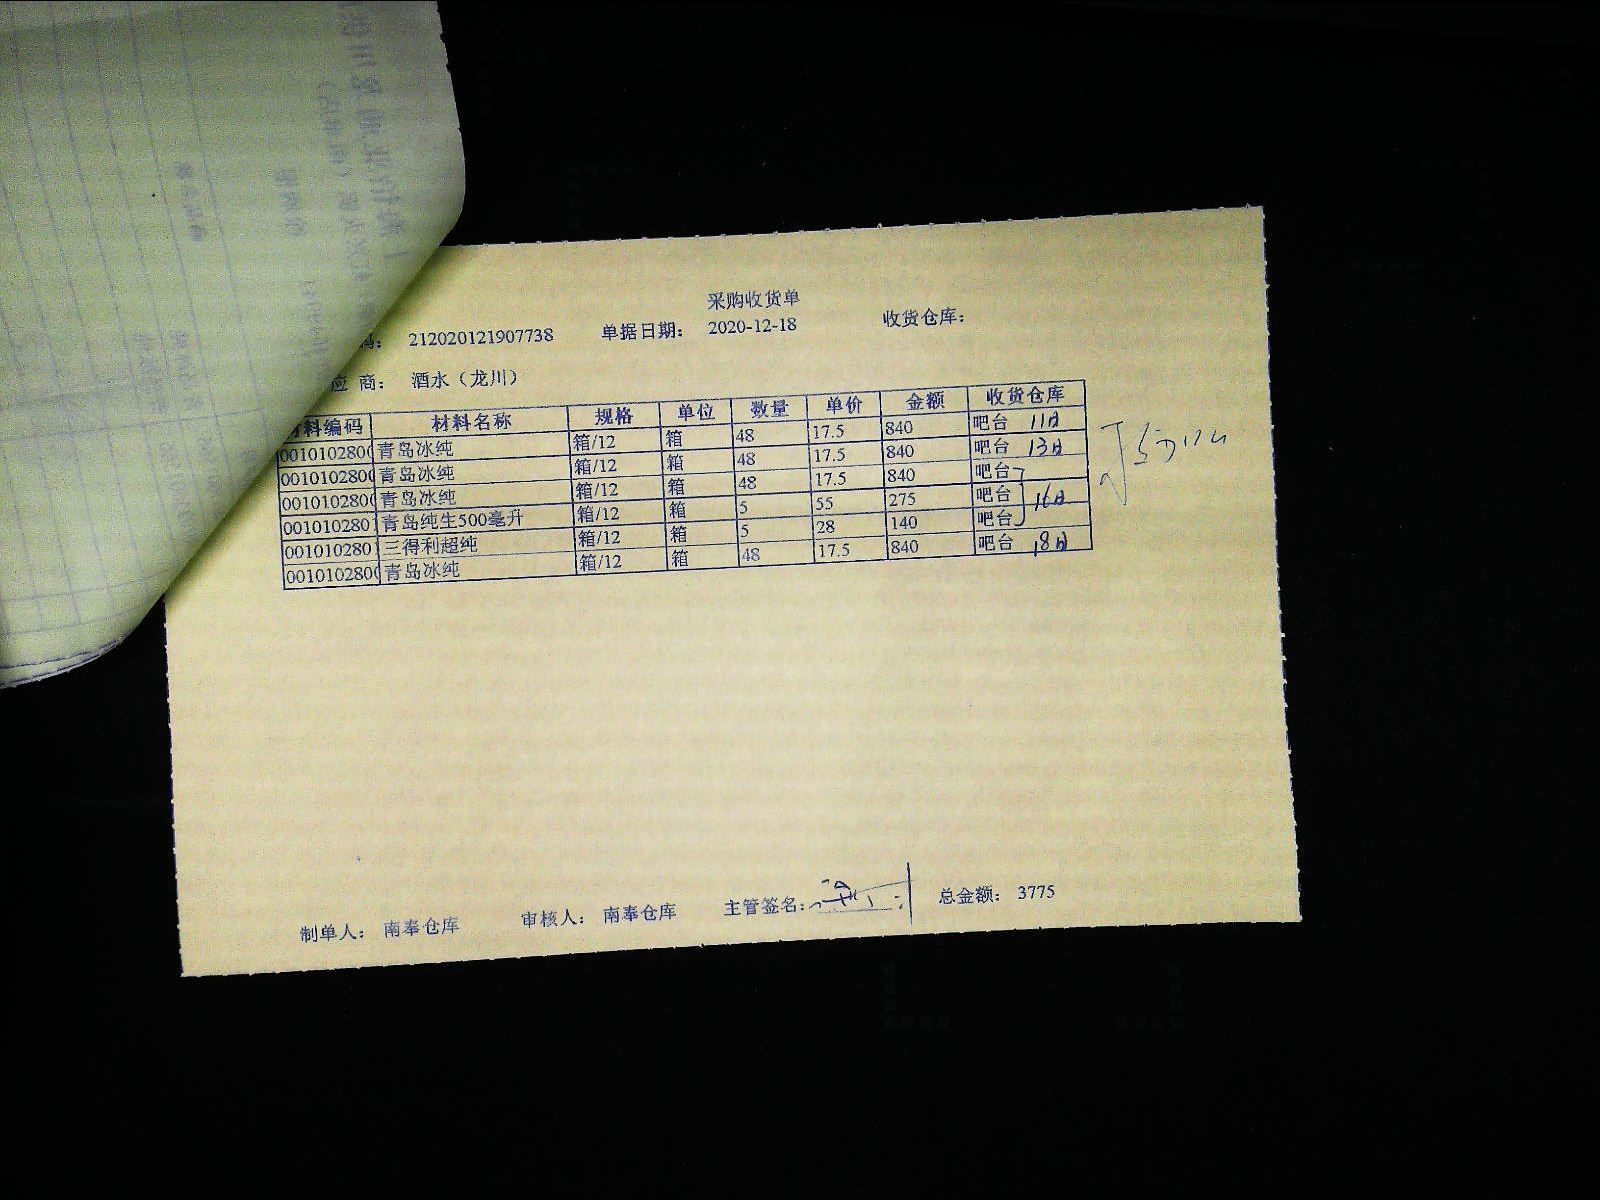 采购收货单
码： 212020121907738 单据日期： 2020-12-18 收货仓库：
应 商： 酒水（龙川）
材料编码 材料名称 规格 单位 数量 单价 金额 收货仓库
0010102800 青岛冰纯 箱/12 箱 48 17.5 840 吧台 11日
0010102800 青岛冰纯 箱/12 箱 48 17.5 840 吧台 13日
0010102800 青岛冰纯 箱/12 箱 48 17.5 840 吧台
001010280 青岛纯生500毫升 箱/12 箱 5 55 275 吧台 16日
001010280 三得利超纯 箱/12 箱 5 28 140 吧台
0010102800 青岛冰纯 箱/12 箱 48 17.5 840 吧台 18日
制单人： 南奉仓库 审核人： 南奉仓库 主管签名： 总金额： 3775